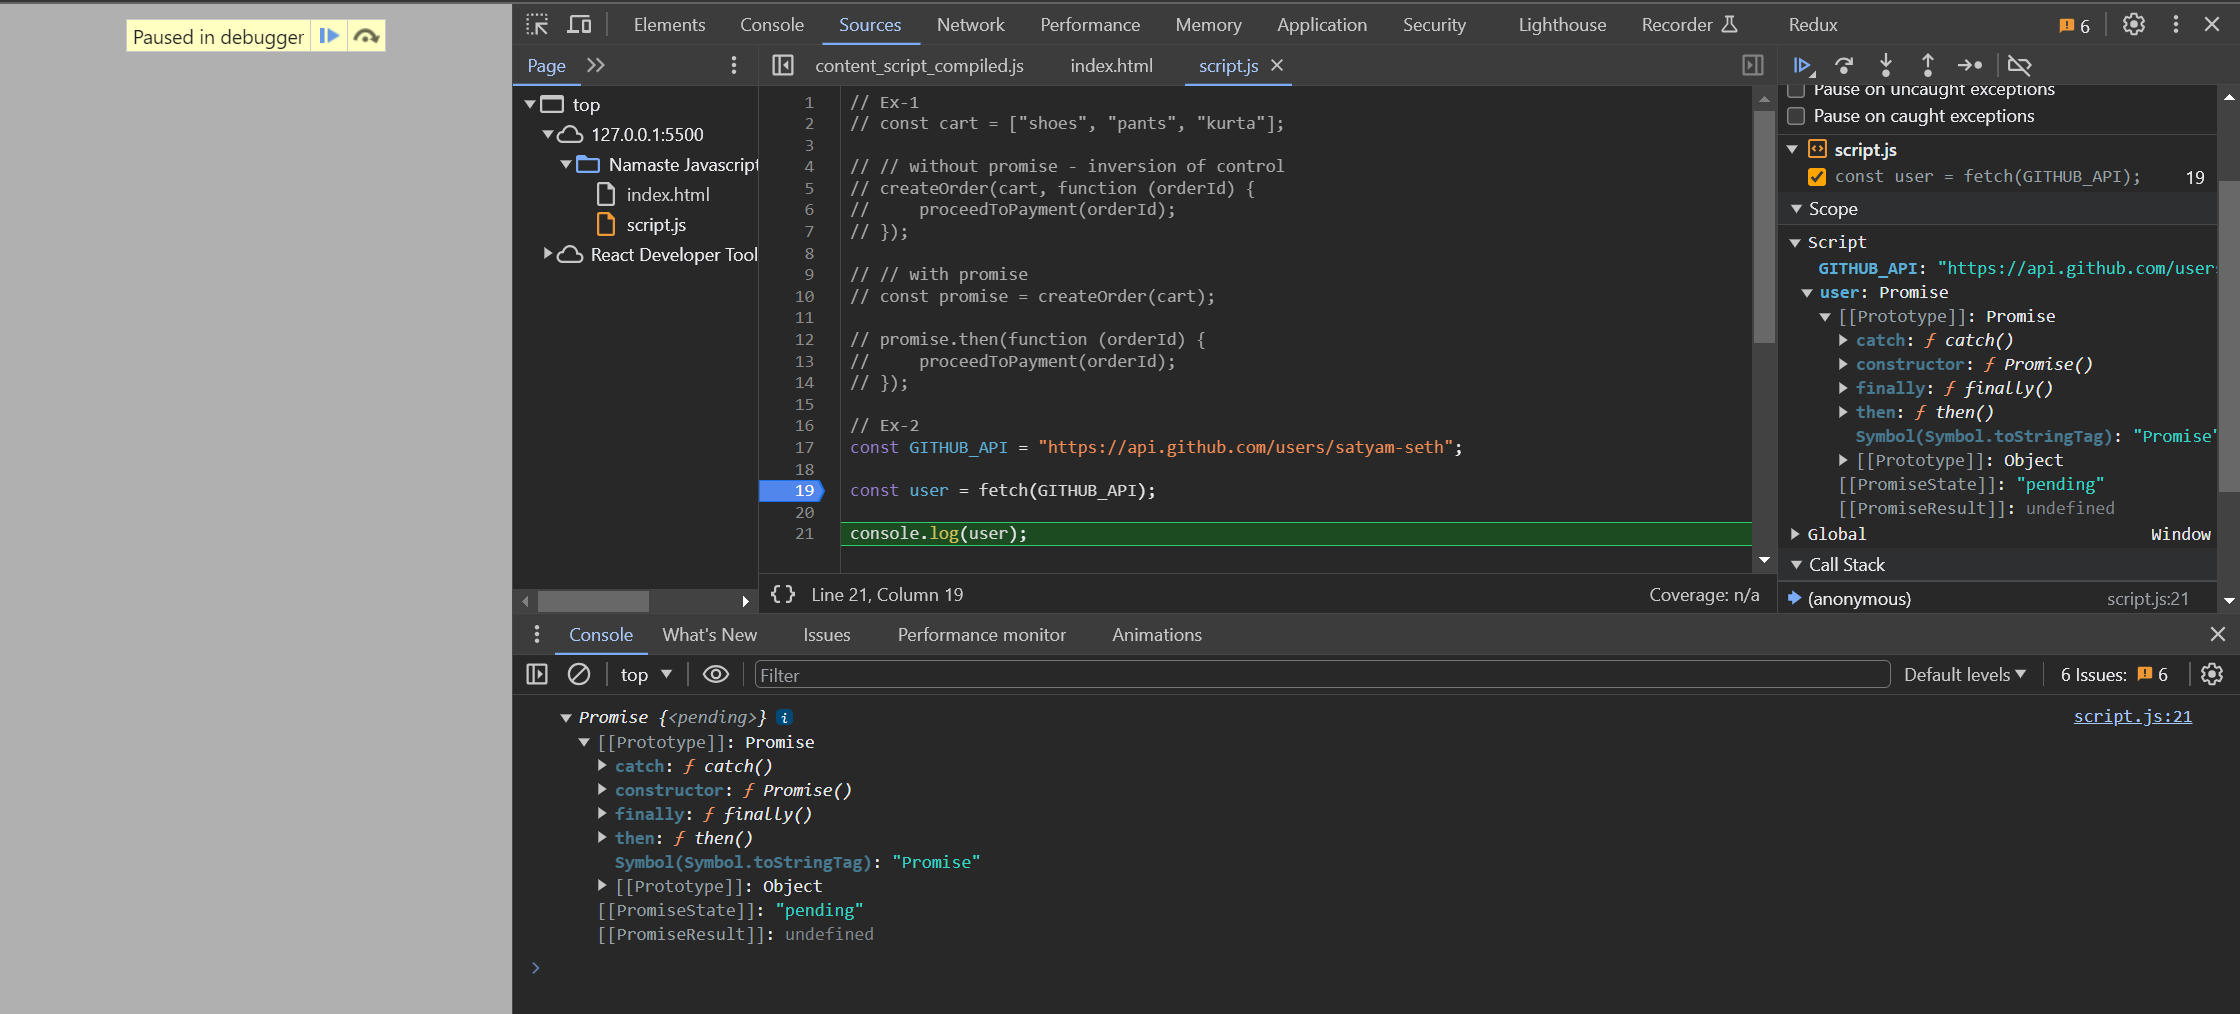 Paused in debugger
Elements Console Sources Network Performance Memory Application Security Lighthouse Recorder Redux 6
Page
content_script_compiled.js index.html script.js
top
127.0.0.1:5500
Namaste Javascript
index.html
script.js
React Developer Tool
1 // Ex-1
2 // const cart = ["shoes", "pants", "kurta"];
3
4 // // without promise - inversion of control
5 // createOrder(cart, function (orderId) {
6 //     proceedToPayment(orderId);
7 // });
8
9 // // with promise
10 // const promise = createOrder(cart);
11
12 // promise.then(function (orderId) {
13 //     proceedToPayment(orderId);
14 // });
15
16 // Ex-2
17 const GITHUB_API = "https://api.github.com/users/satyam-seth";
18
19 const user = fetch(GITHUB_API);
20
21 console.log(user);
{} Line 21, Column 19 Coverage: n/a
Pause on uncaught exceptions
Pause on caught exceptions
script.js
const user = fetch(GITHUB_API); 19
Scope
Script
GITHUB_API: "https://api.github.com/user
user: Promise
[[Prototype]]: Promise
catch: ƒ catch()
constructor: ƒ Promise()
finally: ƒ finally()
then: ƒ then()
Symbol(Symbol.toStringTag): "Promise"
[[Prototype]]: Object
[[PromiseState]]: "pending"
[[PromiseResult]]: undefined
Global Window
Call Stack
(anonymous) script.js:21
Console What's New Issues Performance monitor Animations
top Filter Default levels 6 Issues: 6
Promise {<pending>} i script.js:21
[[Prototype]]: Promise
catch: ƒ catch()
constructor: ƒ Promise()
finally: ƒ finally()
then: ƒ then()
Symbol(Symbol.toStringTag): "Promise"
[[Prototype]]: Object
[[PromiseState]]: "pending"
[[PromiseResult]]: undefined